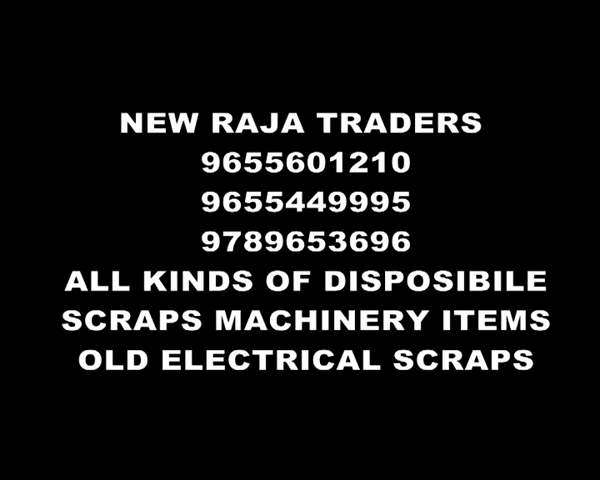 NEW RAJA TRADERS
9655601210
9655449995
9789653696
ALL KINDS OF DISPOSIBILE
SCRAPS MACHINERY ITEMS
OLD ELECTRICAL SCRAPS